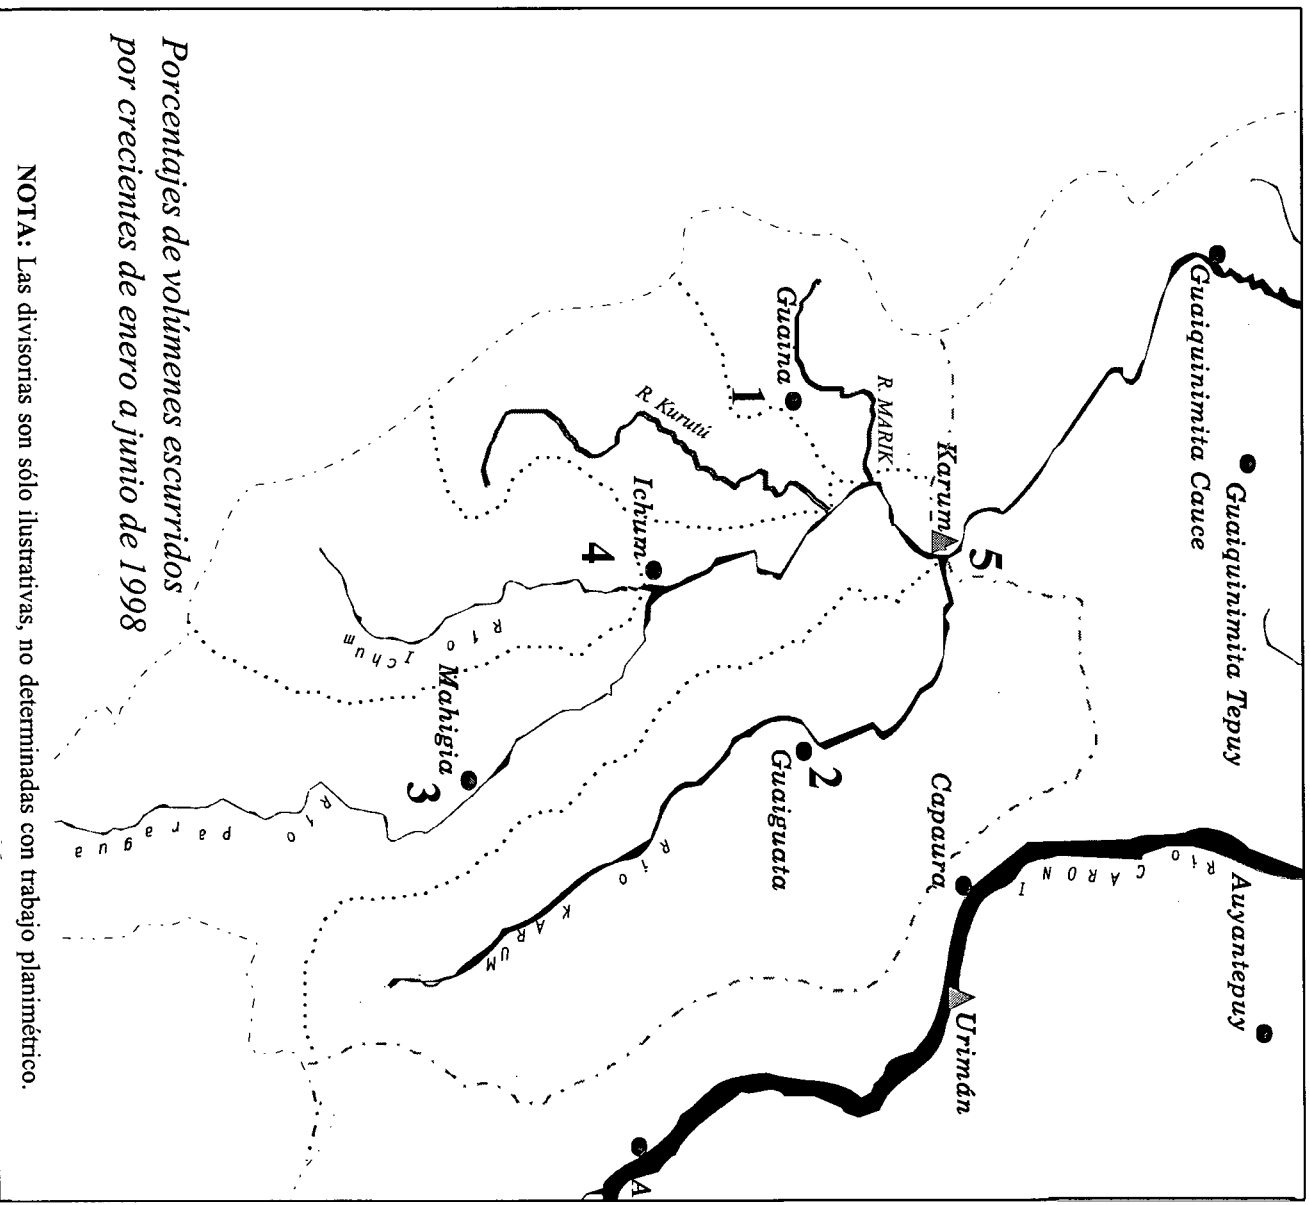 Auyantepuy
Guaiquinimita Tepuy
Guaiquinimita Cauce
Río CARONI
Urimán
Capaura
Karum
5
R. MARIK
2
Guaiguata
Guaina
1
R. Kurutú
Río KARUM
Ichum
4
A
Río Ichum
Mahigia
3
Río Paragua
Porcentajes de volúmenes escurridos
por crecientes de enero a junio de 1998
NOTA: Las divisorias son sólo ilustrativas, no determinadas con trabajo planimétrico.